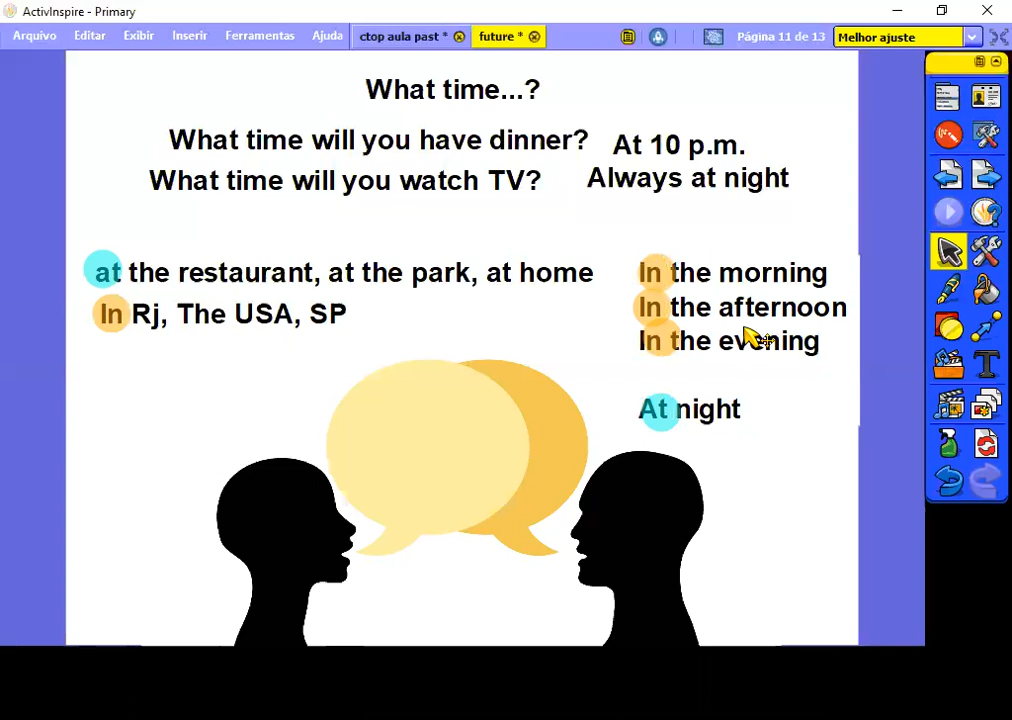 ActivInspire - Primary
Arquivo Editar Exibir Inserir Ferramentas Ajuda ctop aula past * future * Página 11 de 13 Melhor ajuste
What time...?
What time will you have dinner? At 10 p.m.
What time will you watch TV? Always at night
at the restaurant, at the park, at home
In Rj, The USA, SP
In the morning
In the afternoon
In the evening
At night